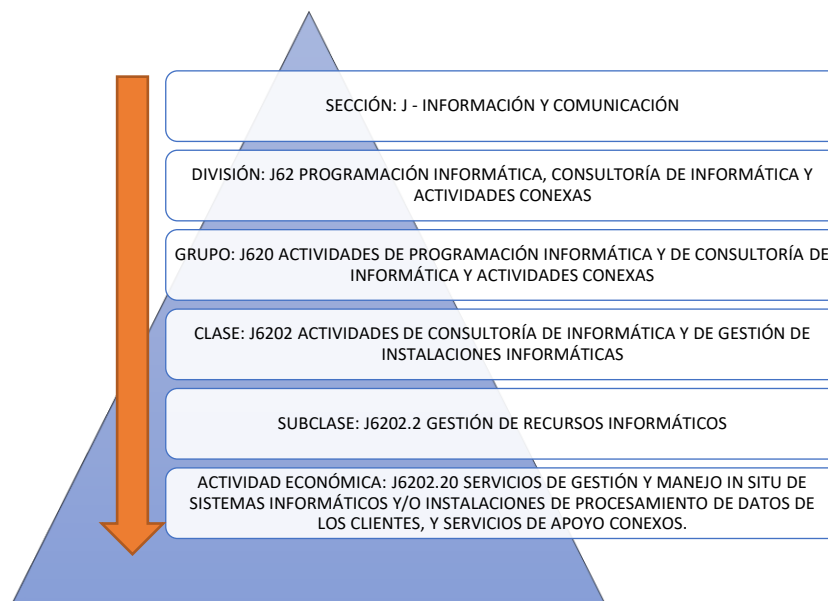 SECCIÓN: J - INFORMACIÓN Y COMUNICACIÓN
DIVISIÓN: J62 PROGRAMACIÓN INFORMÁTICA, CONSULTORÍA DE INFORMÁTICA Y
ACTIVIDADES CONEXAS
GRUPO: J620 ACTIVIDADES DE PROGRAMACIÓN INFORMÁTICA Y DE CONSULTORÍA DE
INFORMÁTICA Y ACTIVIDADES CONEXAS
CLASE: J6202 ACTIVIDADES DE CONSULTORÍA DE INFORMÁTICA Y DE GESTIÓN DE
INSTALACIONES INFORMÁTICAS
SUBCLASE: J6202.2 GESTIÓN DE RECURSOS INFORMÁTICOS
ACTIVIDAD ECONÓMICA: J6202.20 SERVICIOS DE GESTIÓN Y MANEJO IN SITU DE
SISTEMAS INFORMÁTICOS Y/O INSTALACIONES DE PROCESAMIENTO DE DATOS DE
LOS CLIENTES, Y SERVICIOS DE APOYO CONEXOS.